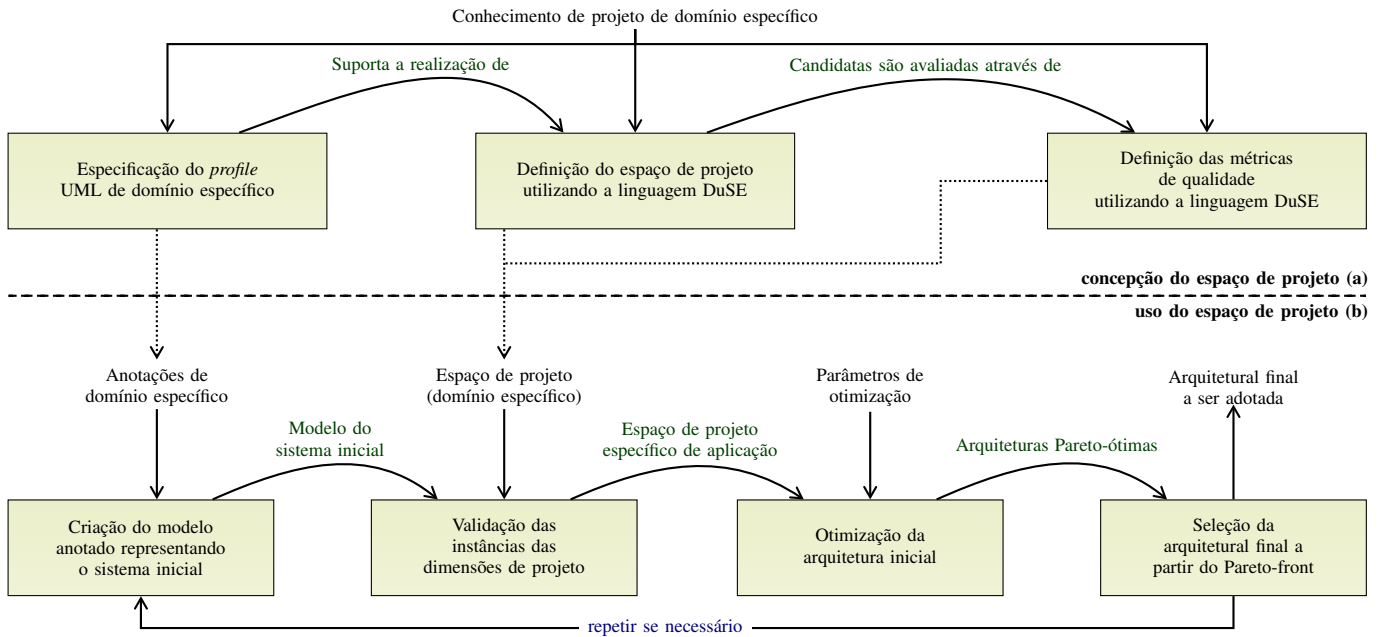 Conhecimento de projeto de domínio específico
Suporta a realização de
Candidatas são avaliadas através de
Especificação do profile
UML de domínio específico
Definição do espaço de projeto
utilizando a linguagem DuSE
Definição das métricas
de qualidade
utilizando a linguagem DuSE
concepção do espaço de projeto (a)
uso do espaço de projeto (b)
Anotações de
domínio específico
Espaço de projeto
(domínio específico)
Parâmetros de
otimização
Arquitetural final
a ser adotada
Modelo do
sistema inicial
Espaço de projeto
específico de aplicação
Arquiteturas Pareto-ótimas
Criação do modelo
anotado representando
o sistema inicial
Validação das
instâncias das
dimensões de projeto
Otimização da
arquitetura inicial
Seleção da
arquitetural final a
partir do Pareto-front
repetir se necessário